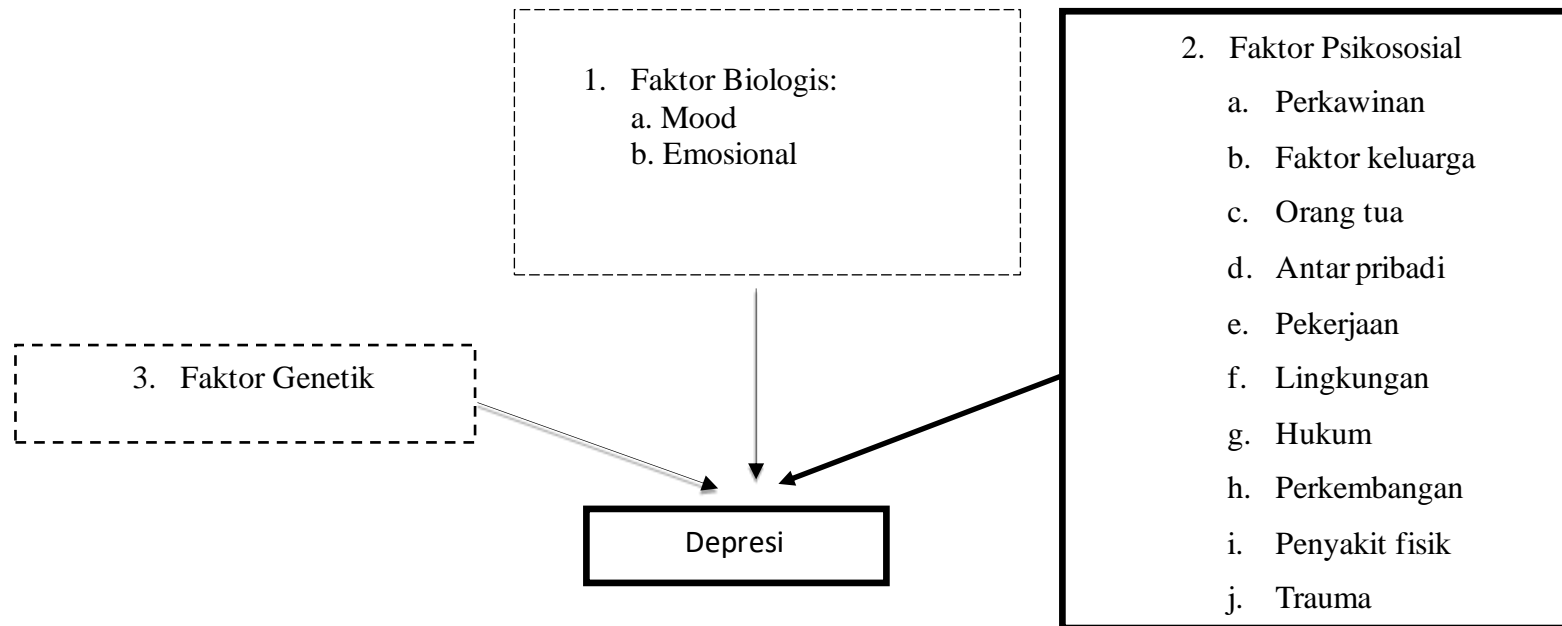 1. Faktor Biologis:
a. Mood
b. Emosional
2. Faktor Psikososial
a. Perkawinan
b. Faktor keluarga
c. Orang tua
d. Antar pribadi
e. Pekerjaan
f. Lingkungan
g. Hukum
h. Perkembangan
i. Penyakit fisik
j. Trauma
3. Faktor Genetik
Depresi